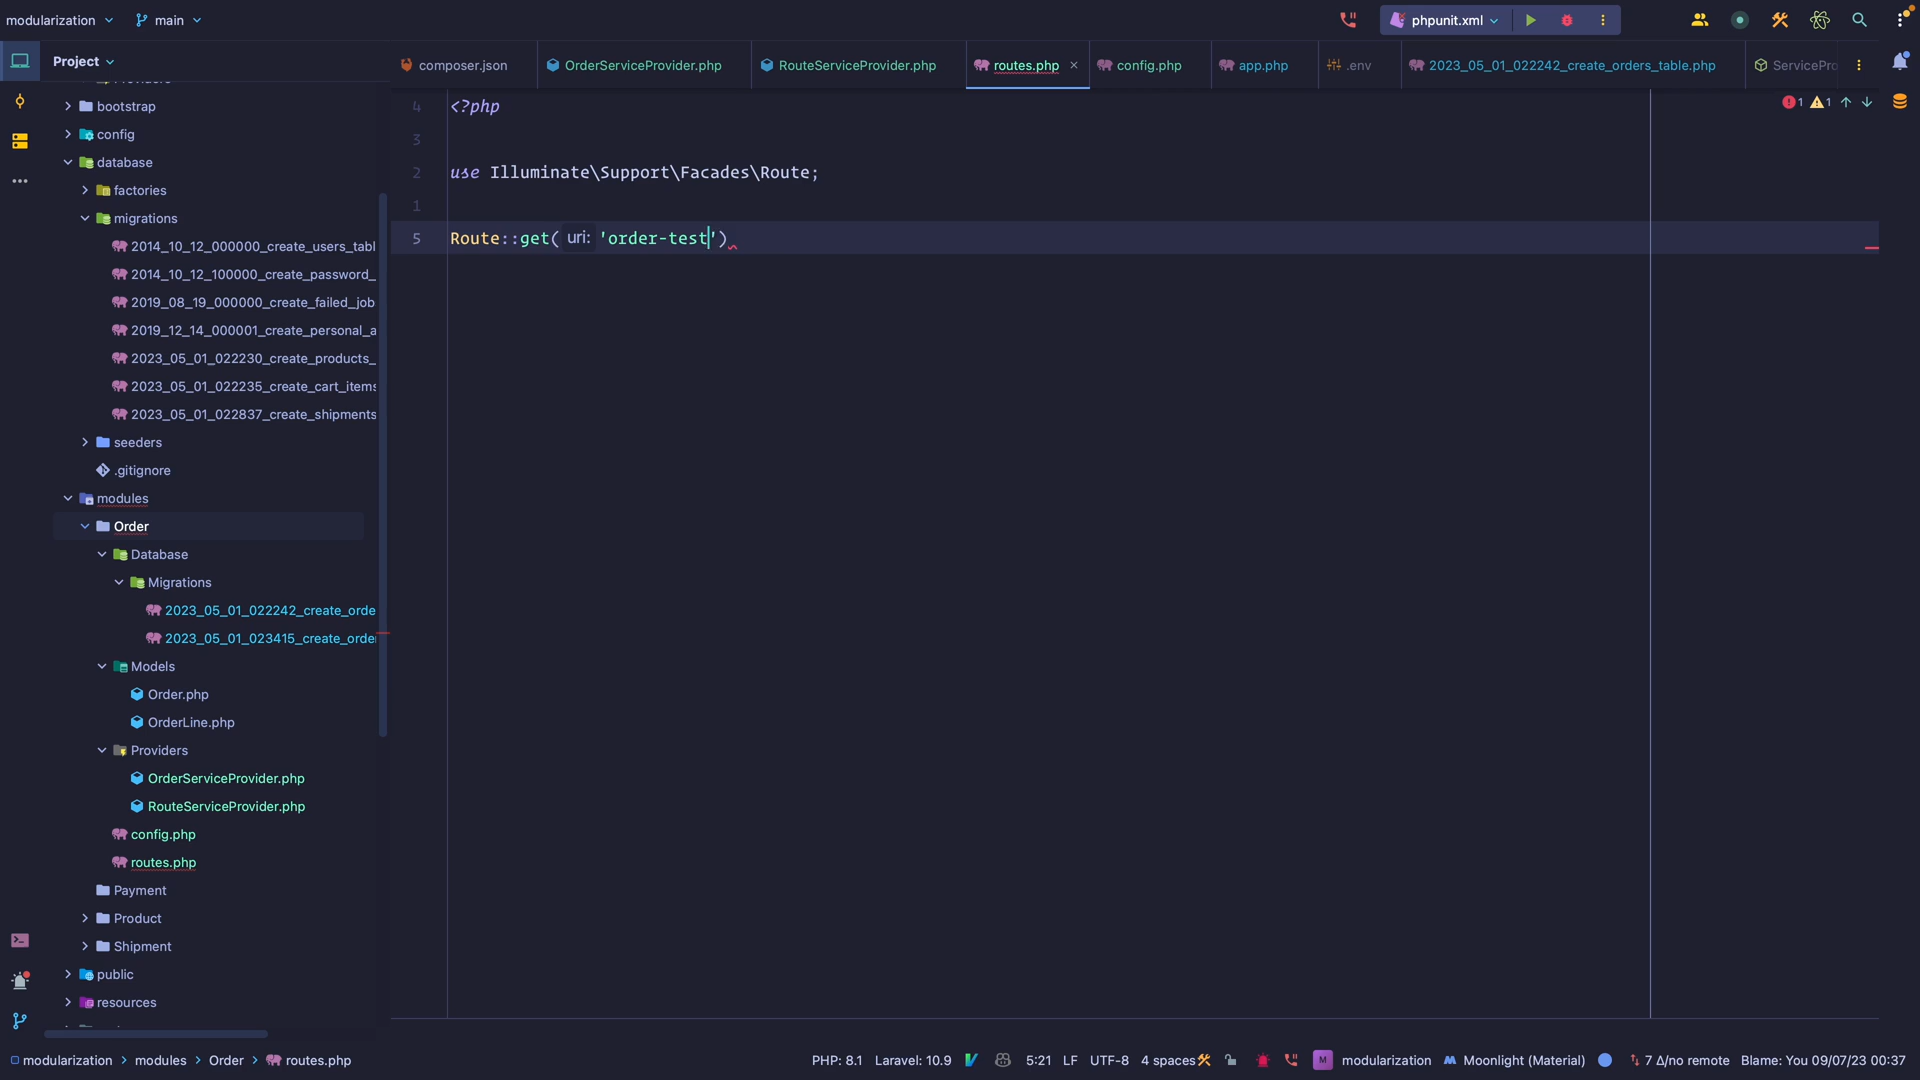 modularization
main
phpunit.xml
Project
composer.json
OrderServiceProvider.php
RouteServiceProvider.php
routes.php
config.php
app.php
.env
2023_05_01_022242_create_orders_table.php
ServicePro
bootstrap
config
database
factories
migrations
2014_10_12_000000_create_users_tabl
2014_10_12_100000_create_password_
2019_08_19_000000_create_failed_job
2019_12_14_000001_create_personal_a
2023_05_01_022230_create_products_
2023_05_01_022235_create_cart_items
2023_05_01_022837_create_shipments
seeders
.gitignore
modules
Order
Database
Migrations
2023_05_01_022242_create_orde
2023_05_01_023415_create_order
Models
Order.php
OrderLine.php
Providers
OrderServiceProvider.php
RouteServiceProvider.php
config.php
routes.php
Payment
Product
Shipment
public
resources
4 <?php
3
2 use Illuminate\Support\Facades\Route;
1
5 Route::get( uri: 'order-test')
1 1
modularization > modules > Order > routes.php
PHP: 8.1 Laravel: 10.9 5:21 LF UTF-8 4 spaces M modularization Moonlight (Material) 7 Δ/no remote Blame: You 09/07/23 00:37